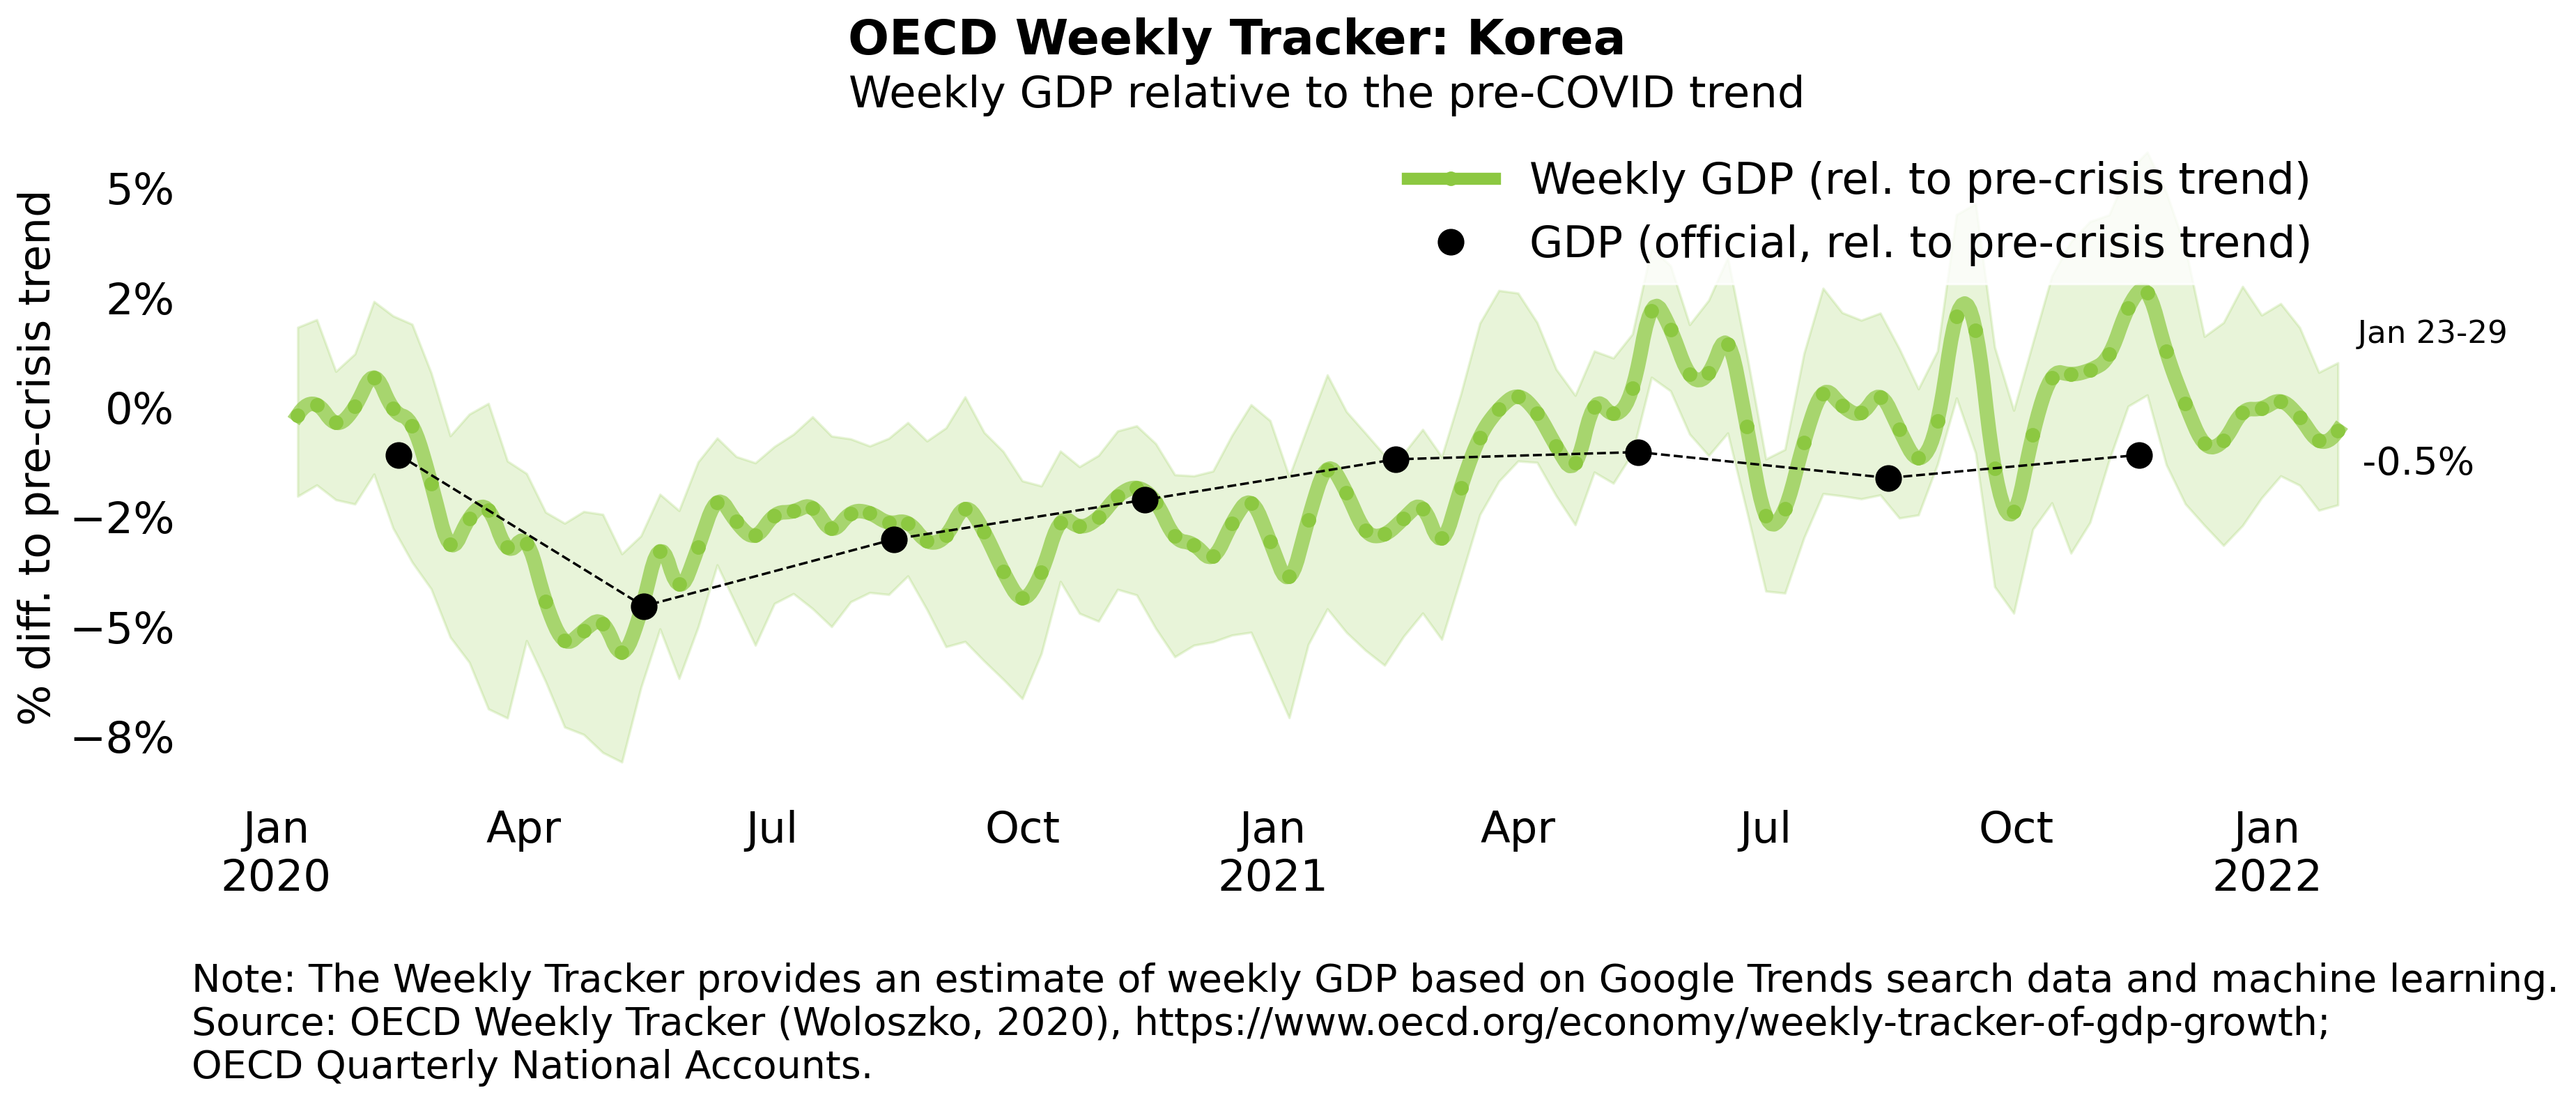 OECD Weekly Tracker: Korea
Weekly GDP relative to the pre-COVID trend
Weekly GDP (rel. to pre-crisis trend)
GDP (official, rel. to pre-crisis trend)
% diff. to pre-crisis trend
5%
2%
0%
−2%
−5%
−8%
Jan 23-29
-0.5%
Jan Apr Jul Oct Jan Apr Jul Oct Jan
2020 2021 2022
Note: The Weekly Tracker provides an estimate of weekly GDP based on Google Trends search data and machine learning.
Source: OECD Weekly Tracker (Woloszko, 2020), https://www.oecd.org/economy/weekly-tracker-of-gdp-growth;
OECD Quarterly National Accounts.